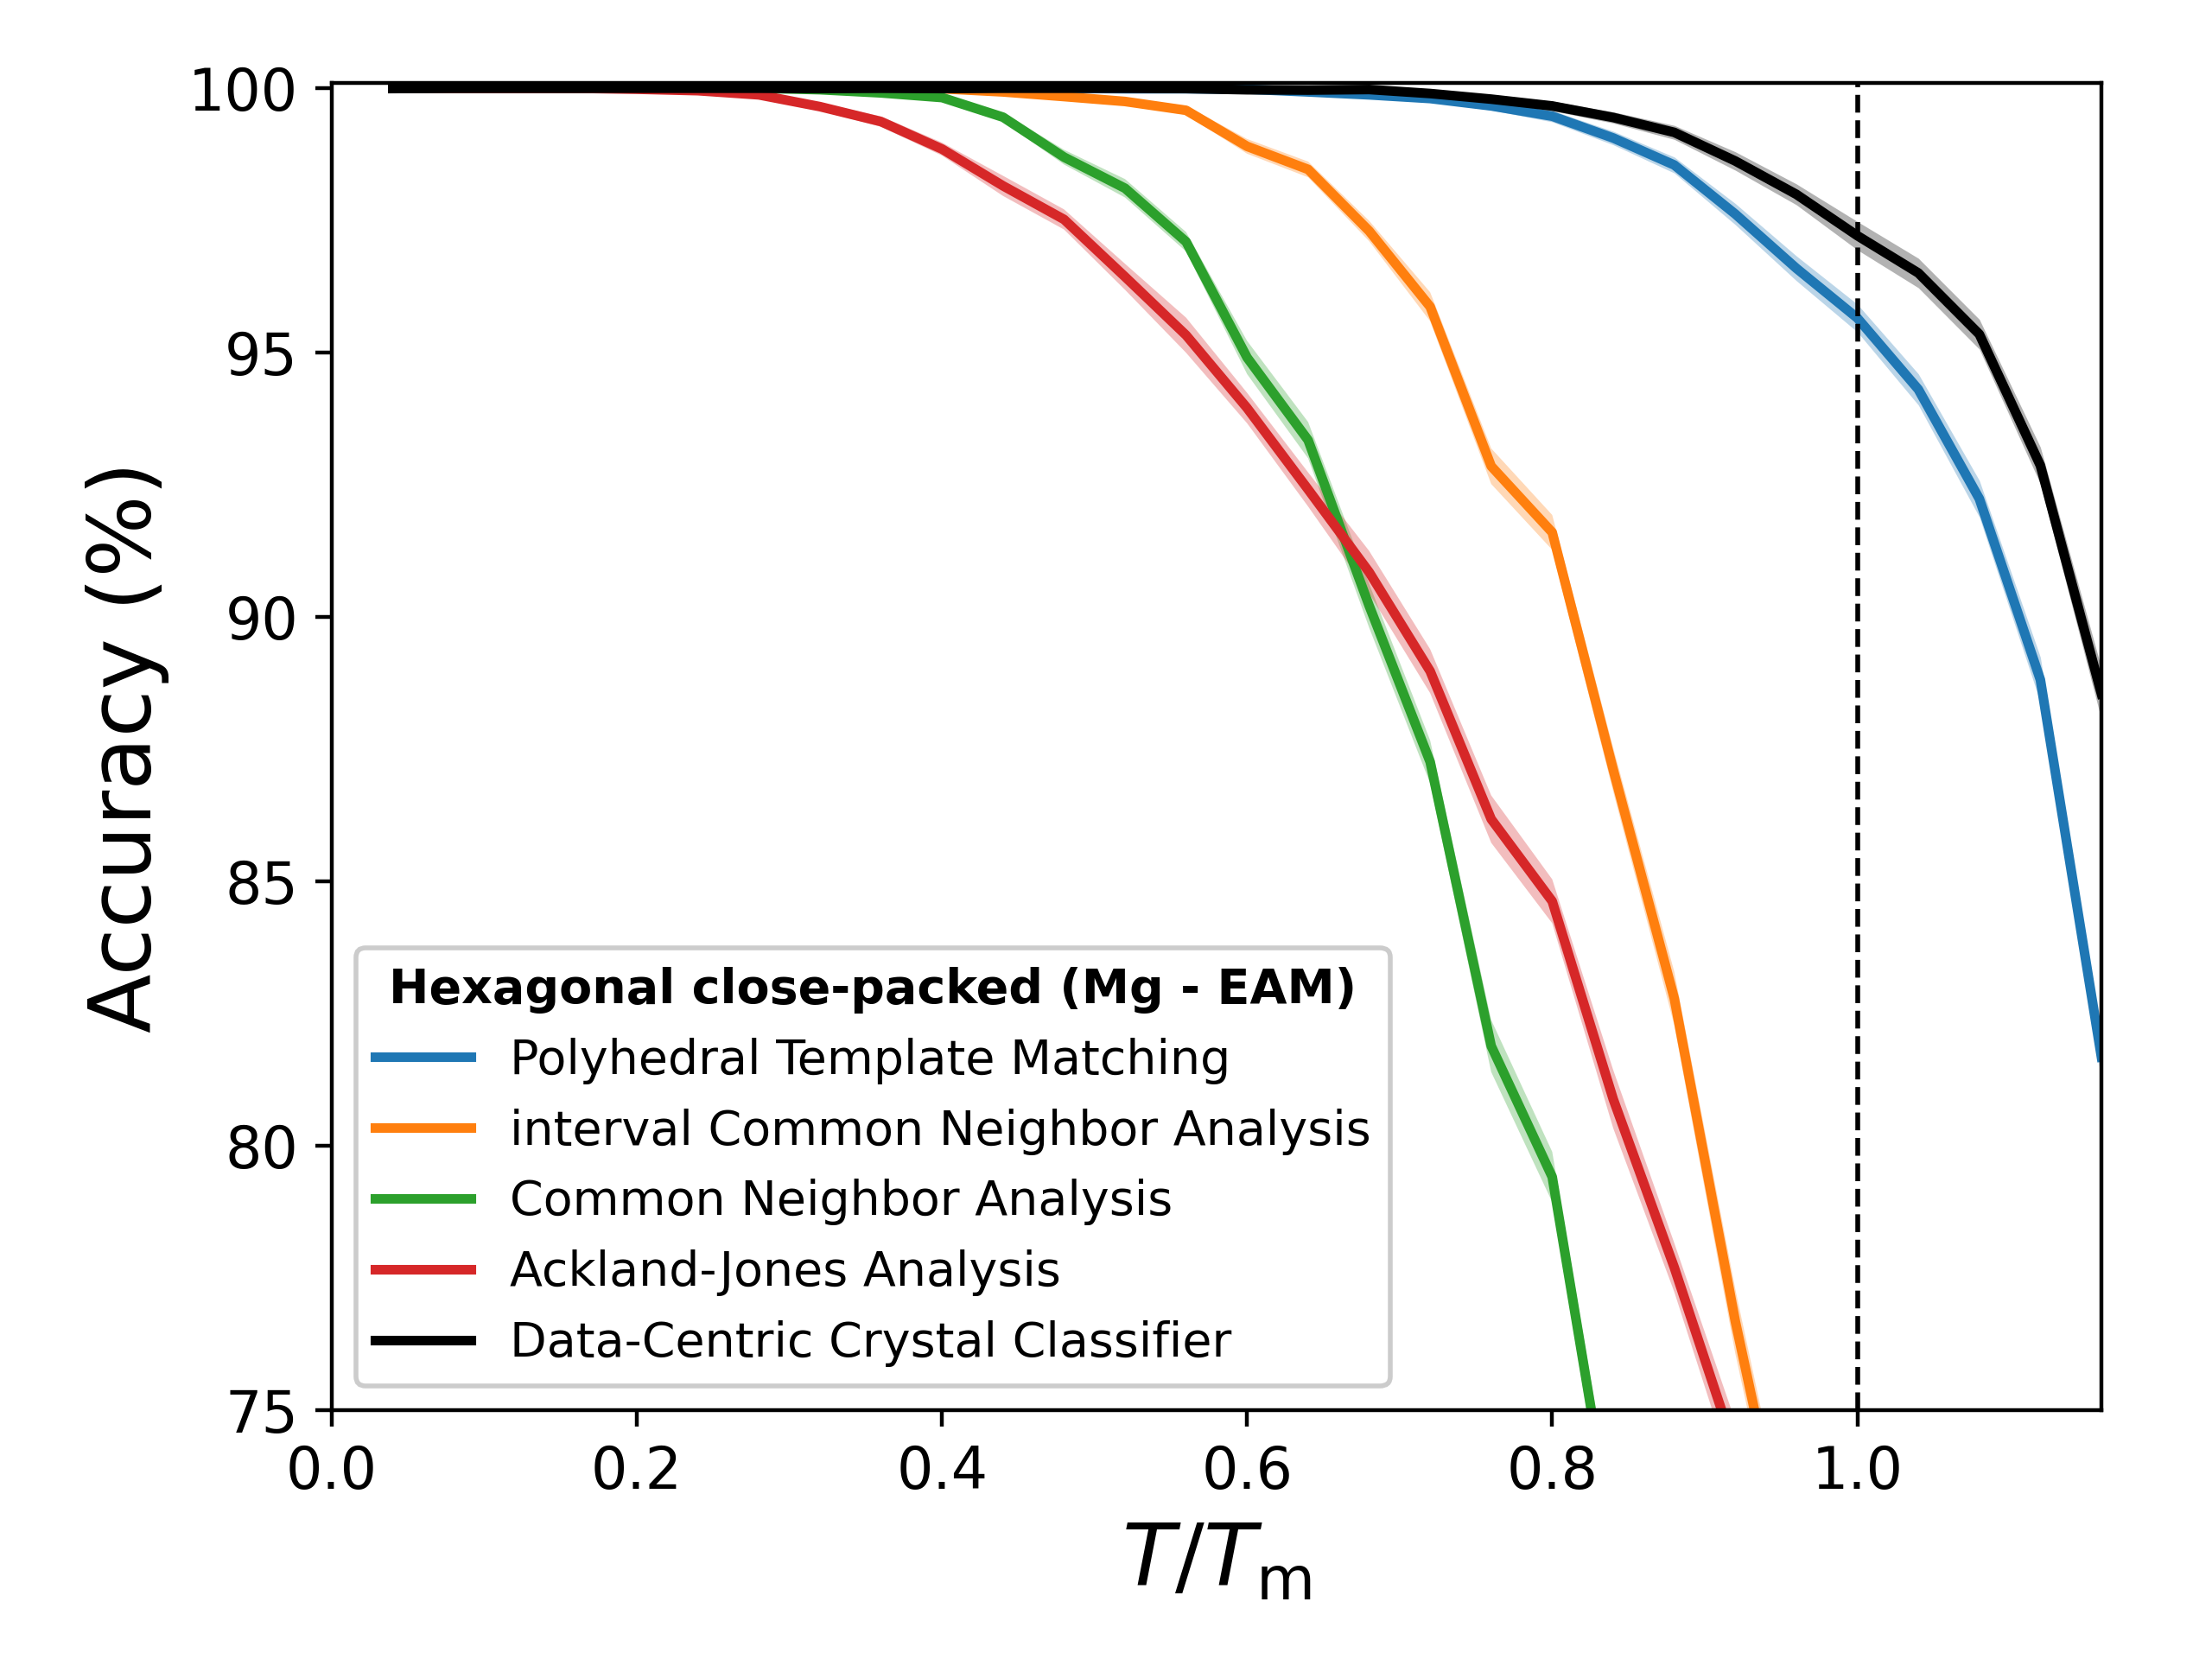 100
95
90
85
80
75
Accuracy (%)
Hexagonal close-packed (Mg - EAM)
Polyhedral Template Matching
interval Common Neighbor Analysis
Common Neighbor Analysis
Ackland-Jones Analysis
Data-Centric Crystal Classifier
0.0 0.2 0.4 0.6 0.8 1.0
T/Tm